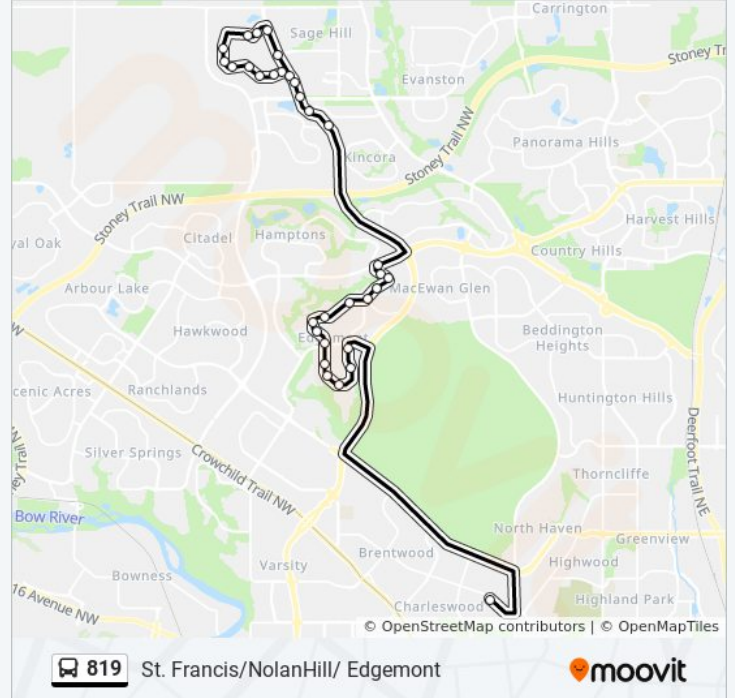 Carrington
Sage Hill
Stoney Tr
Evanston
Panorama Hills
Kincora
Stoney Trail NW
Stoney Trail NW
Harvest Hills
yal Oak
Citadel
Hamptons
Country Hills
Arbour Lake
MacEwan Glen
Hawkwood
Beddington
Heights
W
cenic Acres
Ranchlands
Huntington Hills
Deerfoot Trail NE
Silver Springs
Crowchild Trail NW
ey Trail N
Thorncliffe
Bow River
North Haven
Greenview
Brentwood
Varsity
Highwood
Bowness
16 Avenue NW
Charleswood
Highland Park
© OpenStreetMap contributors | © OpenMapTiles
819 St. Francis/NolanHill/ Edgemont
moovit